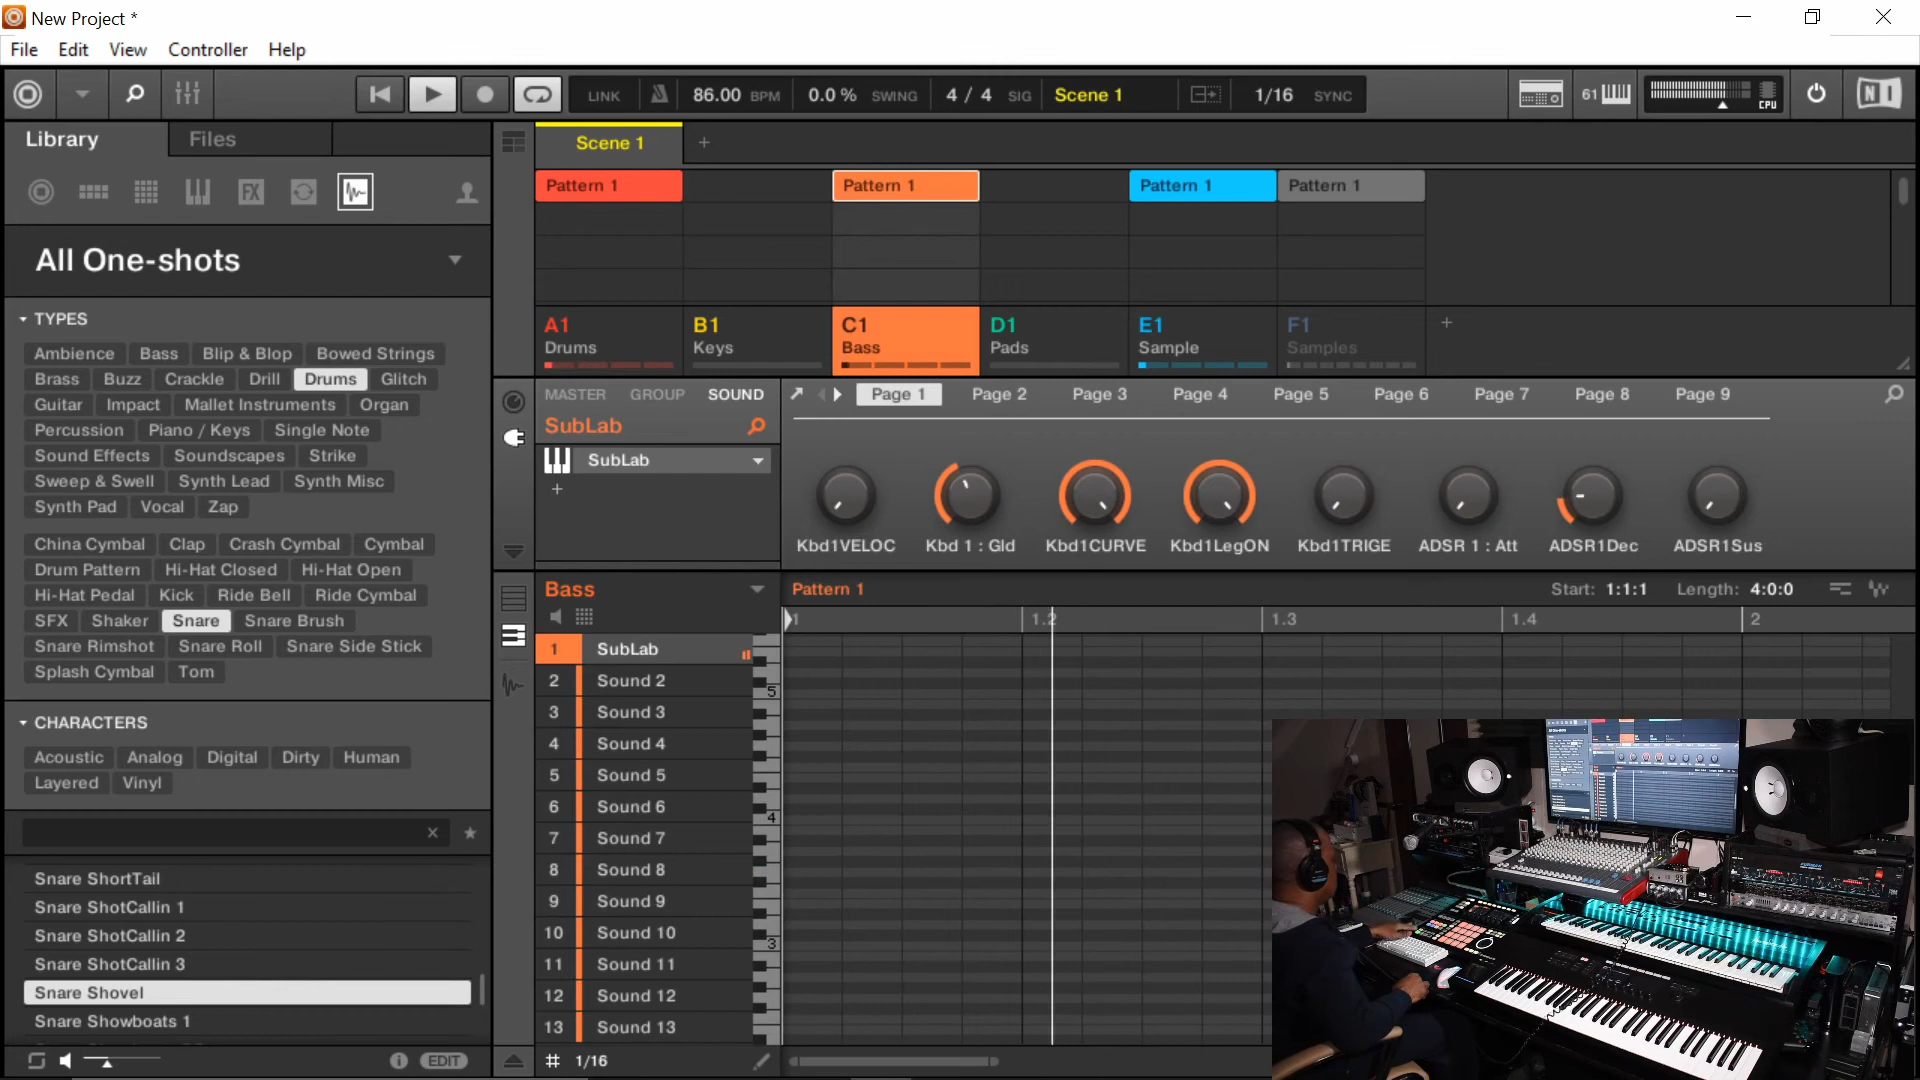 New Project *
File Edit View Controller Help
LINK 86.00 BPM 0.0 % SWING 4 / 4 SIG Scene 1 1/16 SYNC 61 CPU NI
Library Files
FX
All One-shots
TYPES
Ambience Bass Blip & Blop Bowed Strings
Brass Buzz Crackle Drill Drums Glitch
Guitar Impact Mallet Instruments Organ
Percussion Piano / Keys Single Note
Sound Effects Soundscapes Strike
Sweep & Swell Synth Lead Synth Misc
Synth Pad Vocal Zap
China Cymbal Clap Crash Cymbal Cymbal
Drum Pattern Hi-Hat Closed Hi-Hat Open
Hi-Hat Pedal Kick Ride Bell Ride Cymbal
SFX Shaker Snare Snare Brush
Snare Rimshot Snare Roll Snare Side Stick
Splash Cymbal Tom
CHARACTERS
Acoustic Analog Digital Dirty Human
Layered Vinyl
Snare ShortTail
Snare ShotCallin 1
Snare ShotCallin 2
Snare ShotCallin 3
Snare Shovel
Snare Showboats 1
EDIT
Scene 1 +
Pattern 1 Pattern 1 Pattern 1 Pattern 1
A1 B1 C1 D1 E1 F1 +
Drums Keys Bass Pads Sample Samples
MASTER GROUP SOUND
SubLab
SubLab
+
Page 1 Page 2 Page 3 Page 4 Page 5 Page 6 Page 7 Page 8 Page 9
Kbd1VELOC Kbd 1 : Gld Kbd1CURVE Kbd1LegON Kbd1TRIGE ADSR 1 : Att ADSR1Dec ADSR1Sus
Bass
Pattern 1 Start: 1:1:1 Length: 4:0:0
1 1.2 1.3 1.4 2
1 SubLab
2 Sound 2
5
3 Sound 3
4 Sound 4
5 Sound 5
6 Sound 6
4
7 Sound 7
8 Sound 8
9 Sound 9
10 Sound 10
3
11 Sound 11
12 Sound 12
13 Sound 13
1/16